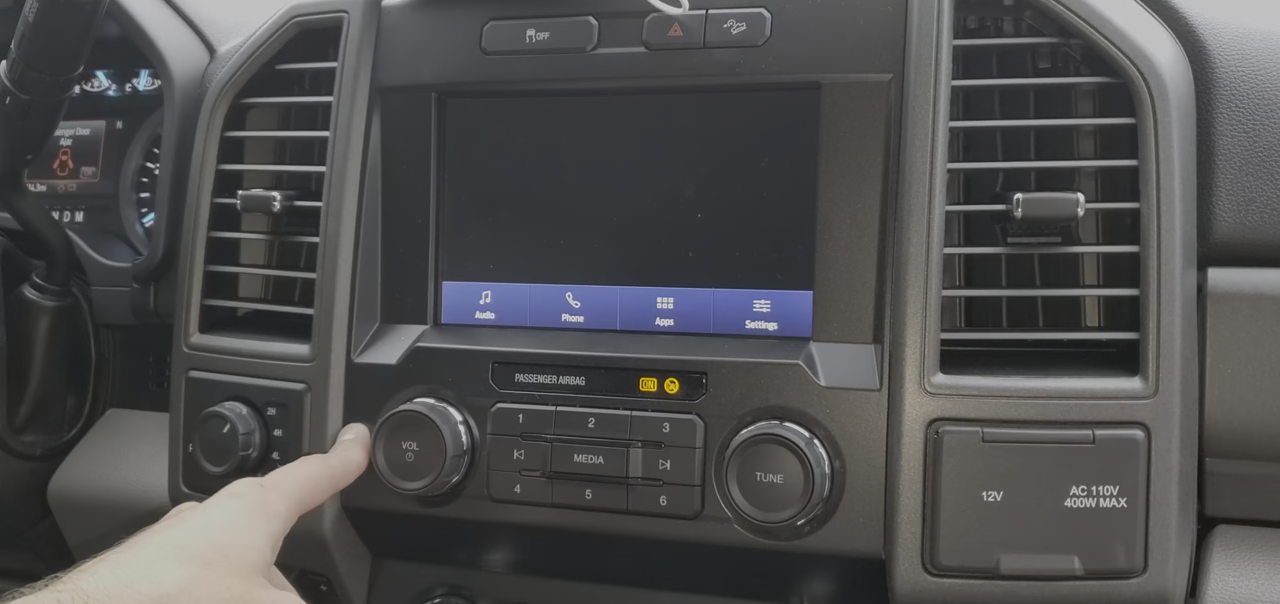 OFF
senger Door
Ajar
N
N D M
Audio
Phone
Apps
Settings
PASSENGER AIRBAG
ON
2H
4H
4L
VOL
1
2
3
MEDIA
4
5
6
TUNE
12V
AC 110V
400W MAX